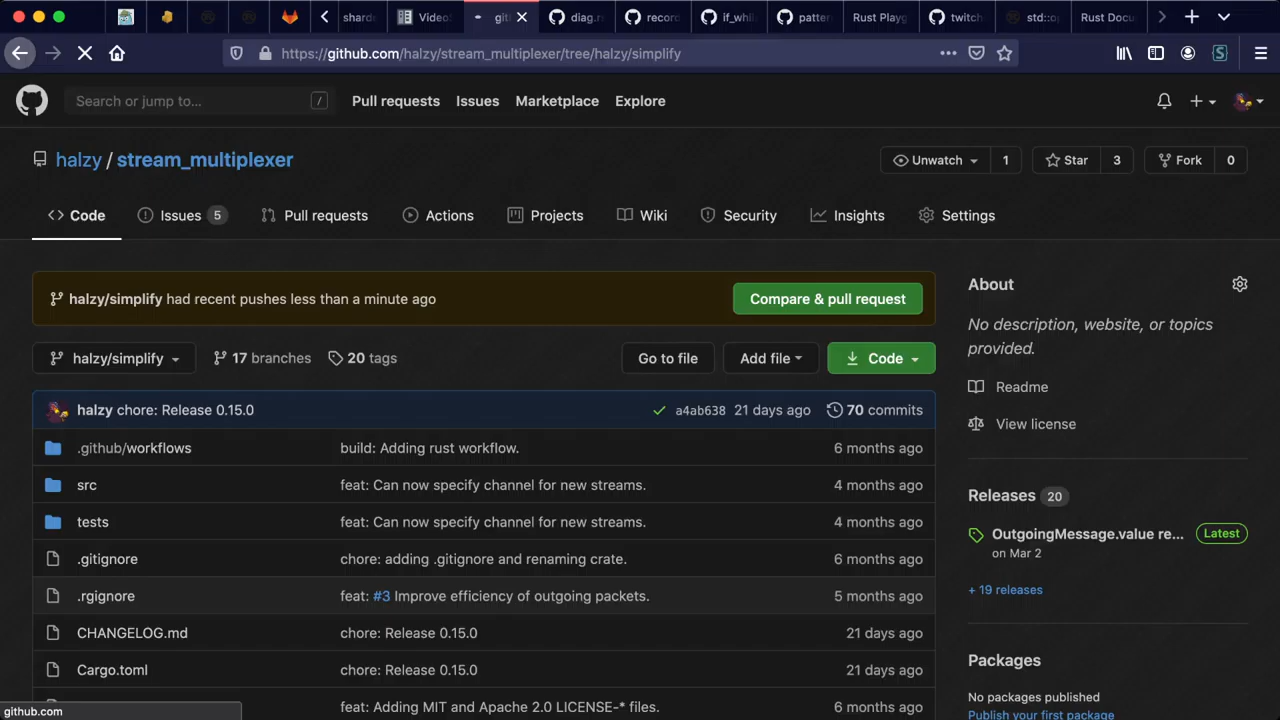 sharde
Video
git
diag.rs
record
if_while
pattern
Rust Playg
twitch
std::op
Rust Docu
https://github.com/halzy/stream_multiplexer/tree/halzy/simplify
Search or jump to...
/
Pull requests
Issues
Marketplace
Explore
halzy / stream_multiplexer
Unwatch 1
Star 3
Fork 0
Code
Issues 5
Pull requests
Actions
Projects
Wiki
Security
Insights
Settings
halzy/simplify had recent pushes less than a minute ago
Compare & pull request
halzy/simplify
17 branches
20 tags
Go to file
Add file
Code
halzy chore: Release 0.15.0 a4ab638 21 days ago 70 commits
.github/workflows build: Adding rust workflow. 6 months ago
src feat: Can now specify channel for new streams. 4 months ago
tests feat: Can now specify channel for new streams. 4 months ago
.gitignore chore: adding .gitignore and renaming crate. 6 months ago
.rgignore feat: #3 Improve efficiency of outgoing packets. 5 months ago
CHANGELOG.md chore: Release 0.15.0 21 days ago
Cargo.toml chore: Release 0.15.0 21 days ago
feat: Adding MIT and Apache 2.0 LICENSE-* files. 6 months ago
About
No description, website, or topics
provided.
Readme
View license
Releases 20
OutgoingMessage.value re... Latest
on Mar 2
+ 19 releases
Packages
No packages published
Publish your first package
github.com